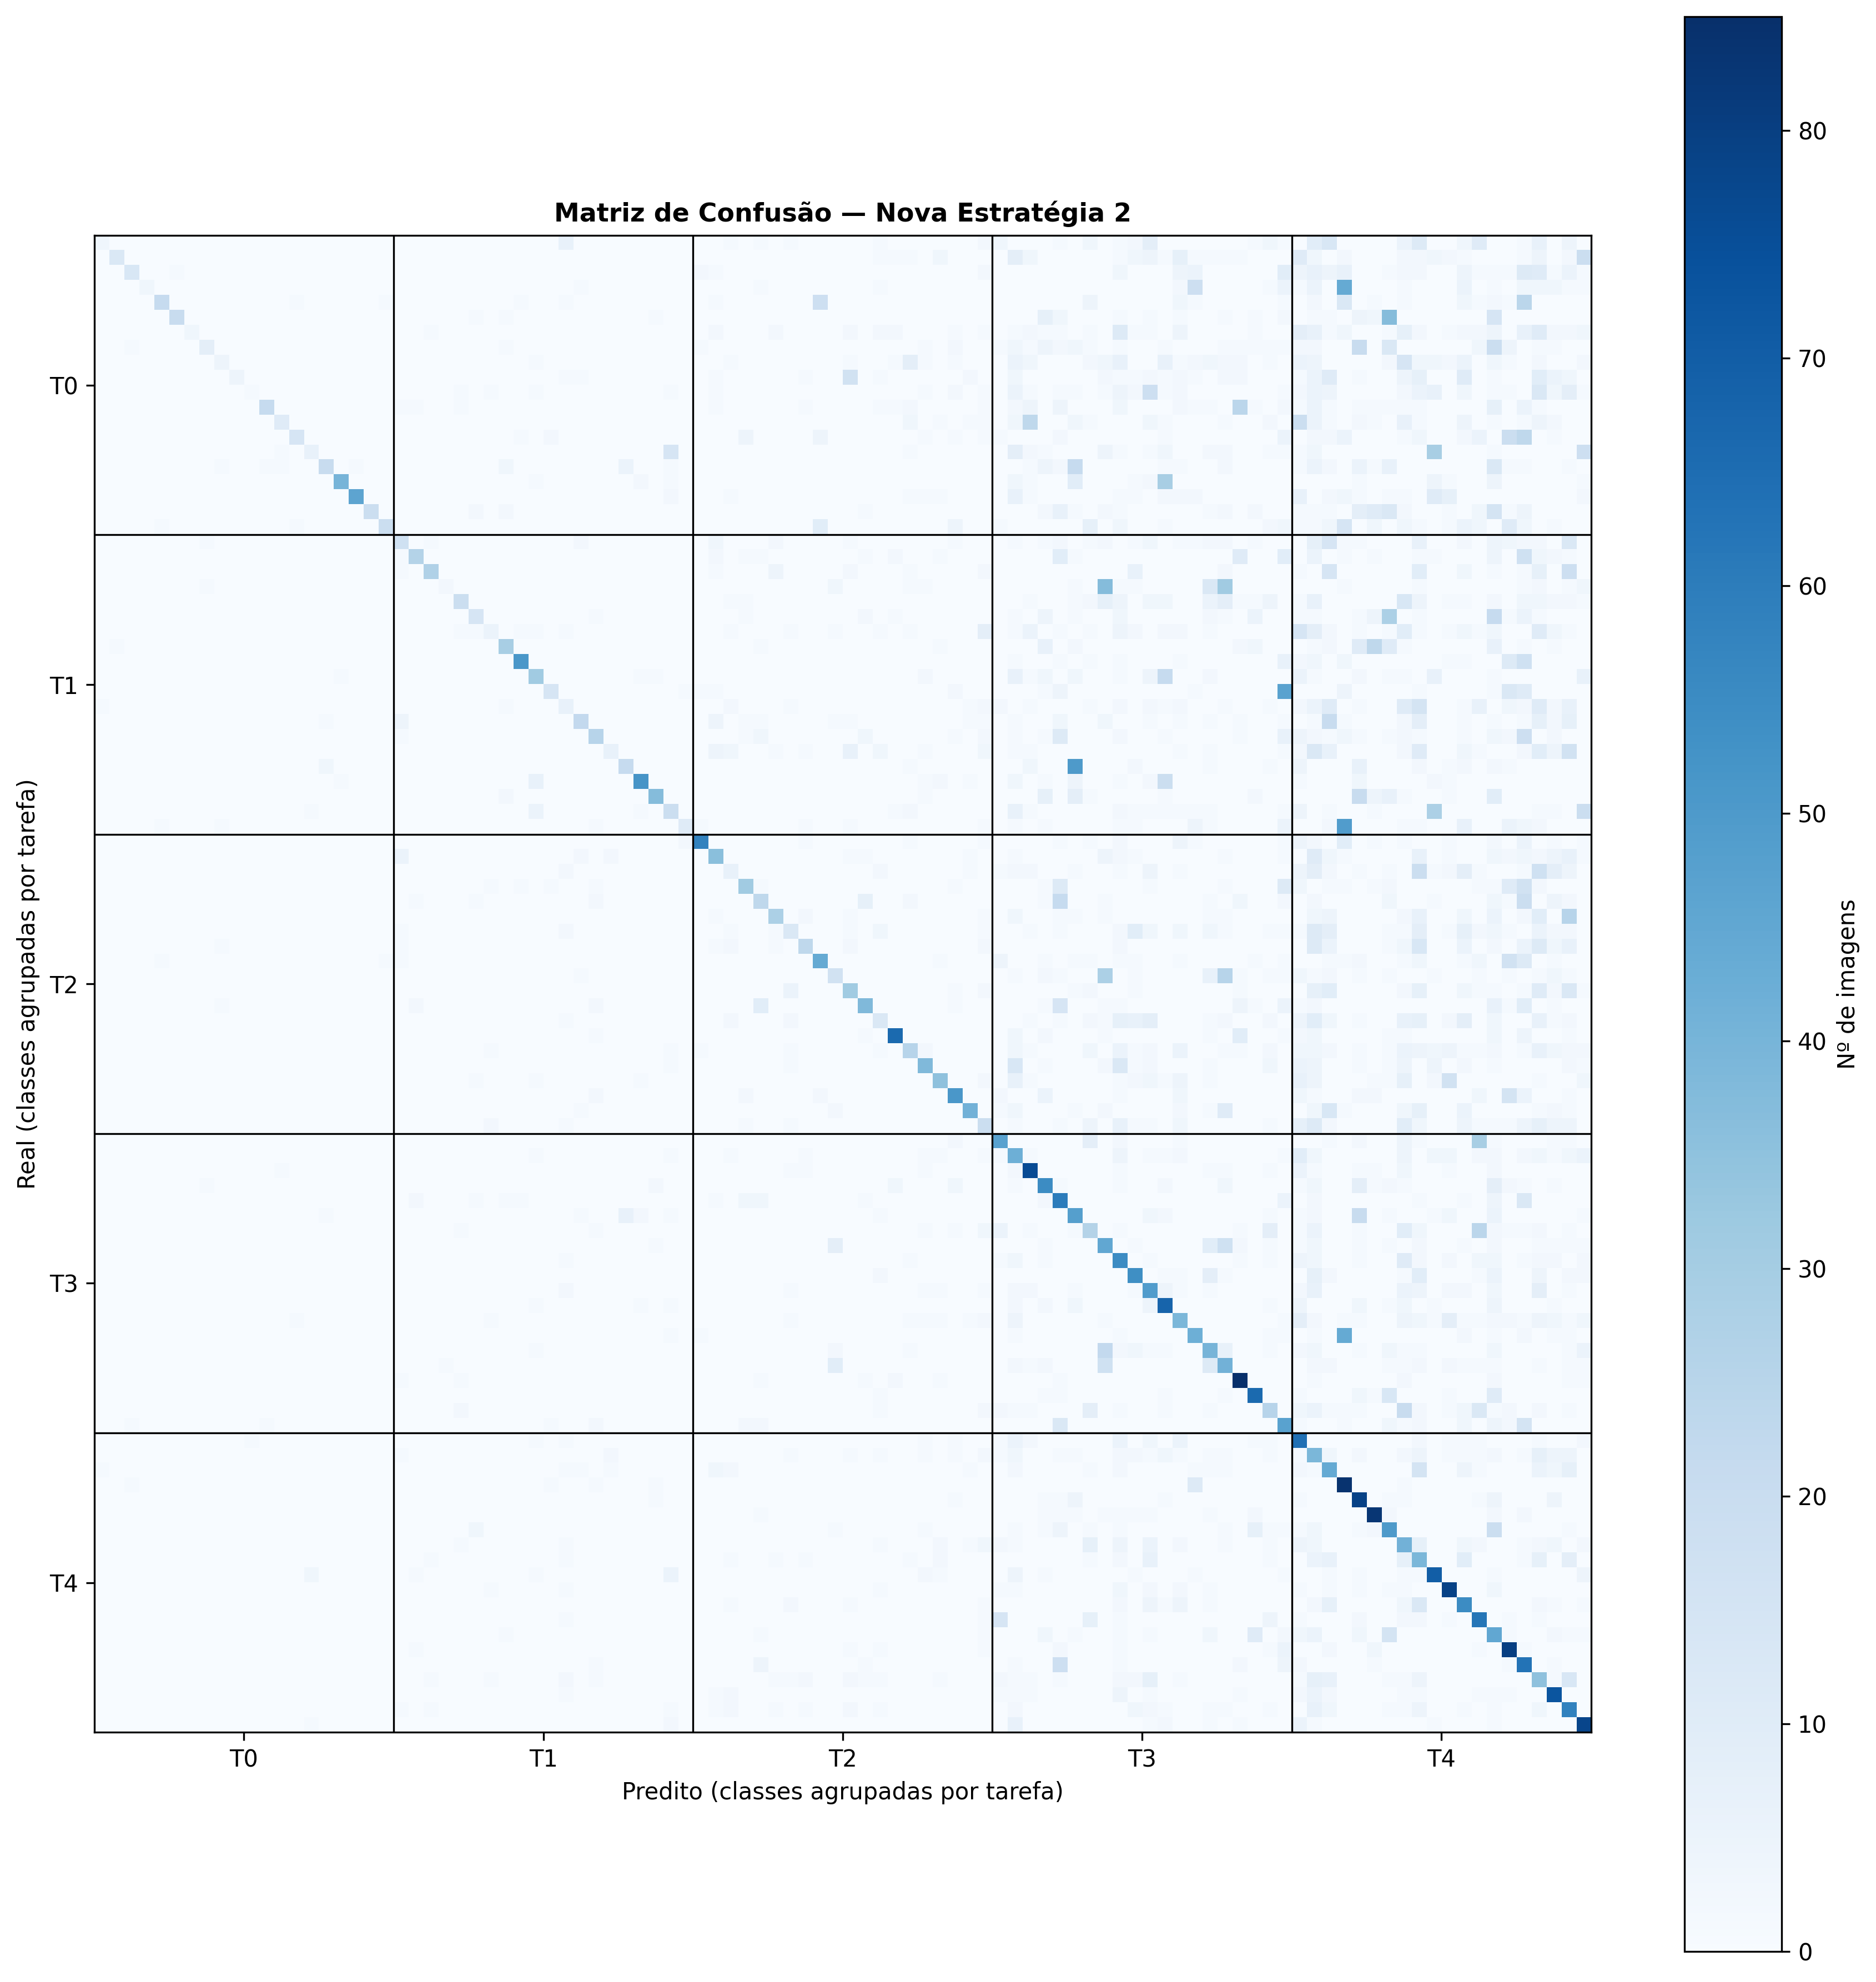 Matriz de Confusão — Nova Estratégia 2
Real (classes agrupadas por tarefa)
T0
T1
T2
T3
T4
T0
T1
T2
T3
T4
Predito (classes agrupadas por tarefa)
80
70
60
50
40
30
20
10
0
Nº de imagens